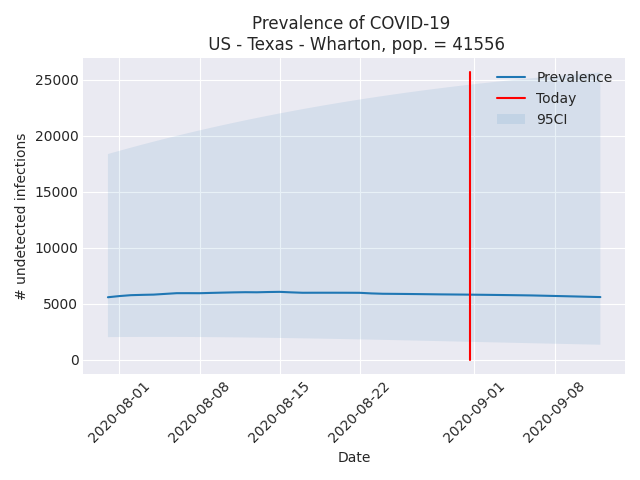 Prevalence of COVID-19
US - Texas - Wharton, pop. = 41556
Prevalence
Today
95CI
# undetected infections
25000
20000
15000
10000
5000
0
2020-08-01
2020-08-08
2020-08-15
2020-08-22
2020-09-01
2020-09-08
Date